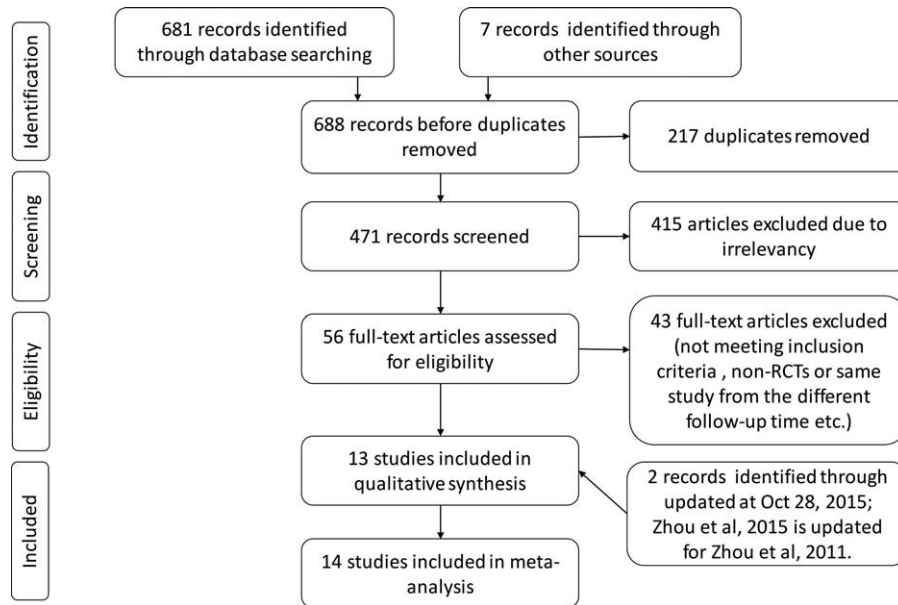 681 records identified
through database searching
7 records identified through
other sources
Identification
688 records before duplicates
removed
217 duplicates removed
Screening
471 records screened
415 articles excluded due to
irrelevancy
Eligibility
56 full-text articles assessed
for eligibility
43 full-text articles excluded
(not meeting inclusion
criteria , non-RCTs or same
study from the different
follow-up time etc.)
Included
13 studies included in
qualitative synthesis
2 records identified through
updated at Oct 28, 2015;
Zhou et al, 2015 is updated
for Zhou et al, 2011.
14 studies included in meta-
analysis